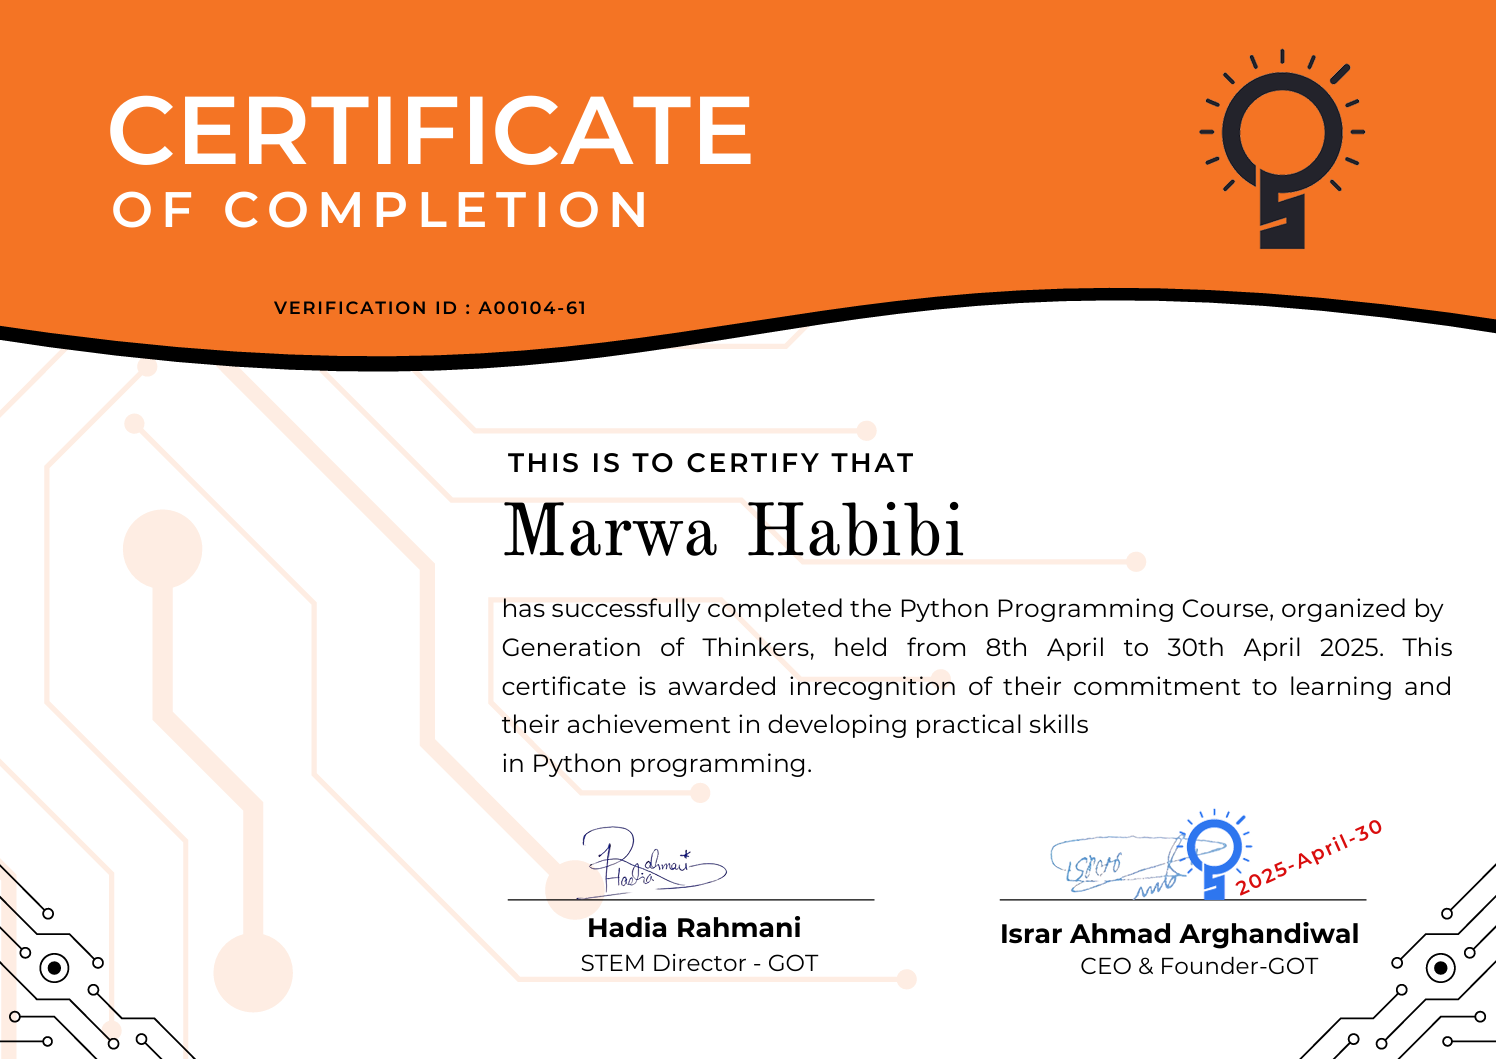 CERTIFICATE
OF COMPLETION
VERIFICATION ID : A00104-61
THIS IS TO CERTIFY THAT
Marwa Habibi
has successfully completed the Python Programming Course, organized by
Generation of Thinkers, held from 8th April to 30th April 2025. This
certificate is awarded inrecognition of their commitment to learning and
their achievement in developing practical skills
in Python programming.
Rahmani
Hadia
2025-April-30
Hadia Rahmani
STEM Director - GOT
Israr Ahmad Arghandiwal
CEO & Founder-GOT